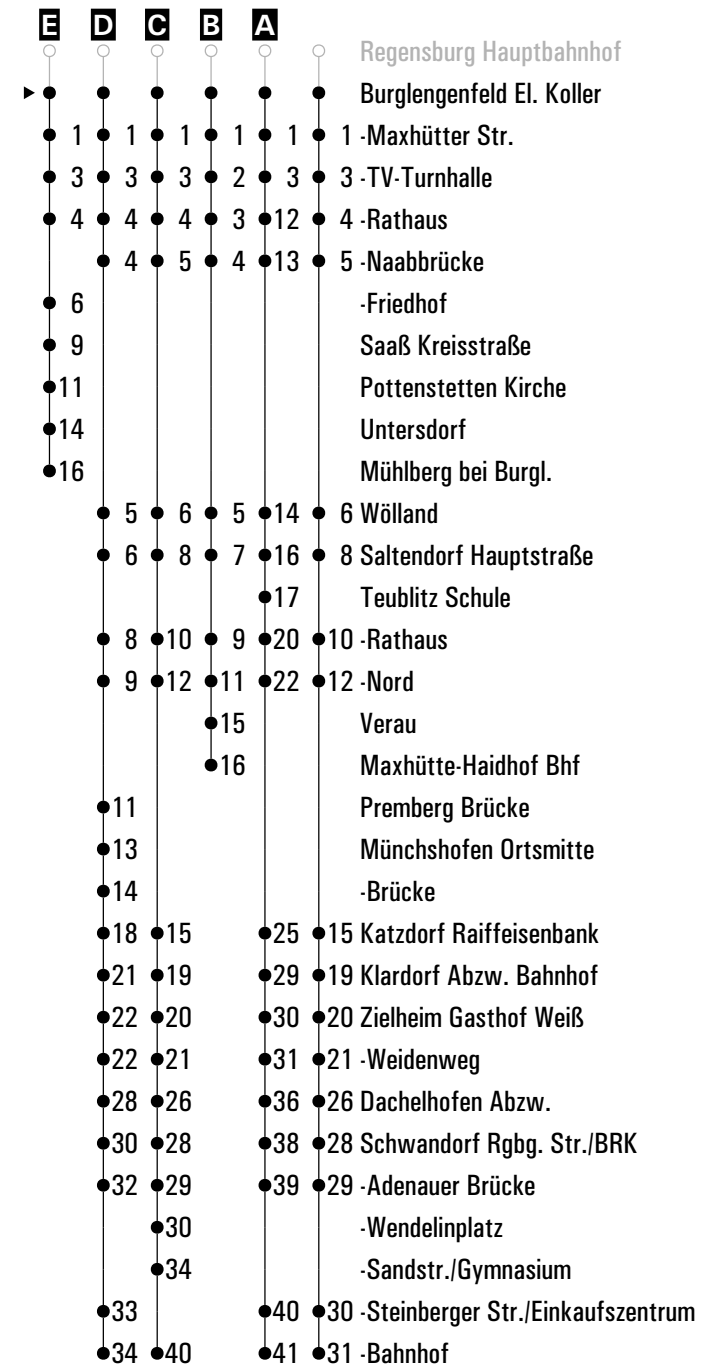 E D C B A
Regensburg Hauptbahnhof
Burglengenfeld El. Koller
1 1 1 1 1 1 -Maxhütter Str.
3 3 3 2 3 3 -TV-Turnhalle
4 4 4 3 12 4 -Rathaus
4 5 4 13 5 -Naabbrücke
6 -Friedhof
9 Saaß Kreisstraße
11 Pottenstetten Kirche
14 Untersdorf
16 Mühlberg bei Burgl.
5 6 5 14 6 Wölland
6 8 7 16 8 Saltendorf Hauptstraße
17 Teublitz Schule
8 10 9 20 10 -Rathaus
9 12 11 22 12 -Nord
15 Verau
16 Maxhütte-Haidhof Bhf
11 Premberg Brücke
13 Münchshofen Ortsmitte
14 -Brücke
18 15 25 15 Katzdorf Raiffeisenbank
21 19 29 19 Klardorf Abzw. Bahnhof
22 20 30 20 Zielheim Gasthof Weiß
22 21 31 21 -Weidenweg
28 26 36 26 Dachelhofen Abzw.
30 28 38 28 Schwandorf Rgbg. Str./BRK
32 29 39 29 -Adenauer Brücke
30 -Wendelinplatz
34 -Sandstr./Gymnasium
33 40 30 -Steinberger Str./Einkaufszentrum
34 40 41 31 -Bahnhof